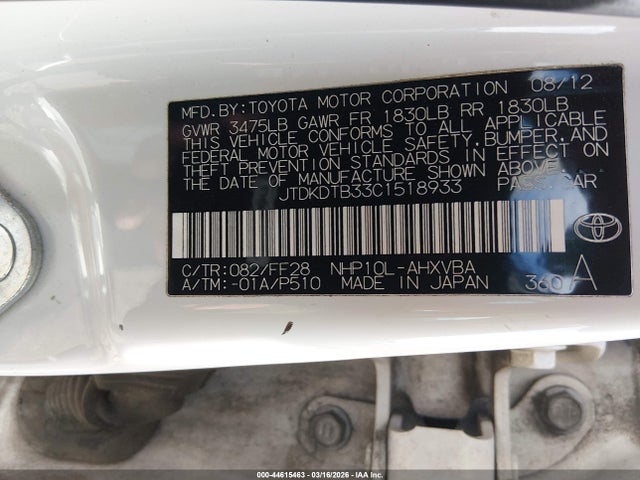 MFD. BY: TOYOTA MOTOR CORPORATION 08/12
GVWR 3475LB GAWR FR 1830LB RR 1830LB
THIS VEHICLE CONFORMS TO ALL APPLICABLE
FEDERAL MOTOR VEHICLE SAFETY, BUMPER, AND
THEFT PREVENTION STANDARDS IN EFFECT ON
THE DATE OF MANUFACTURE SHOWN ABOVE.
JTDKDTB33C1518933 PASS. CAR
C/TR: 082/FF28 NHP10L-AHXVBA
A/TM: -01A/P510 MADE IN JAPAN 360 A
TOYOTA
000-44615463 - 03/16/2026 - IAA Inc.